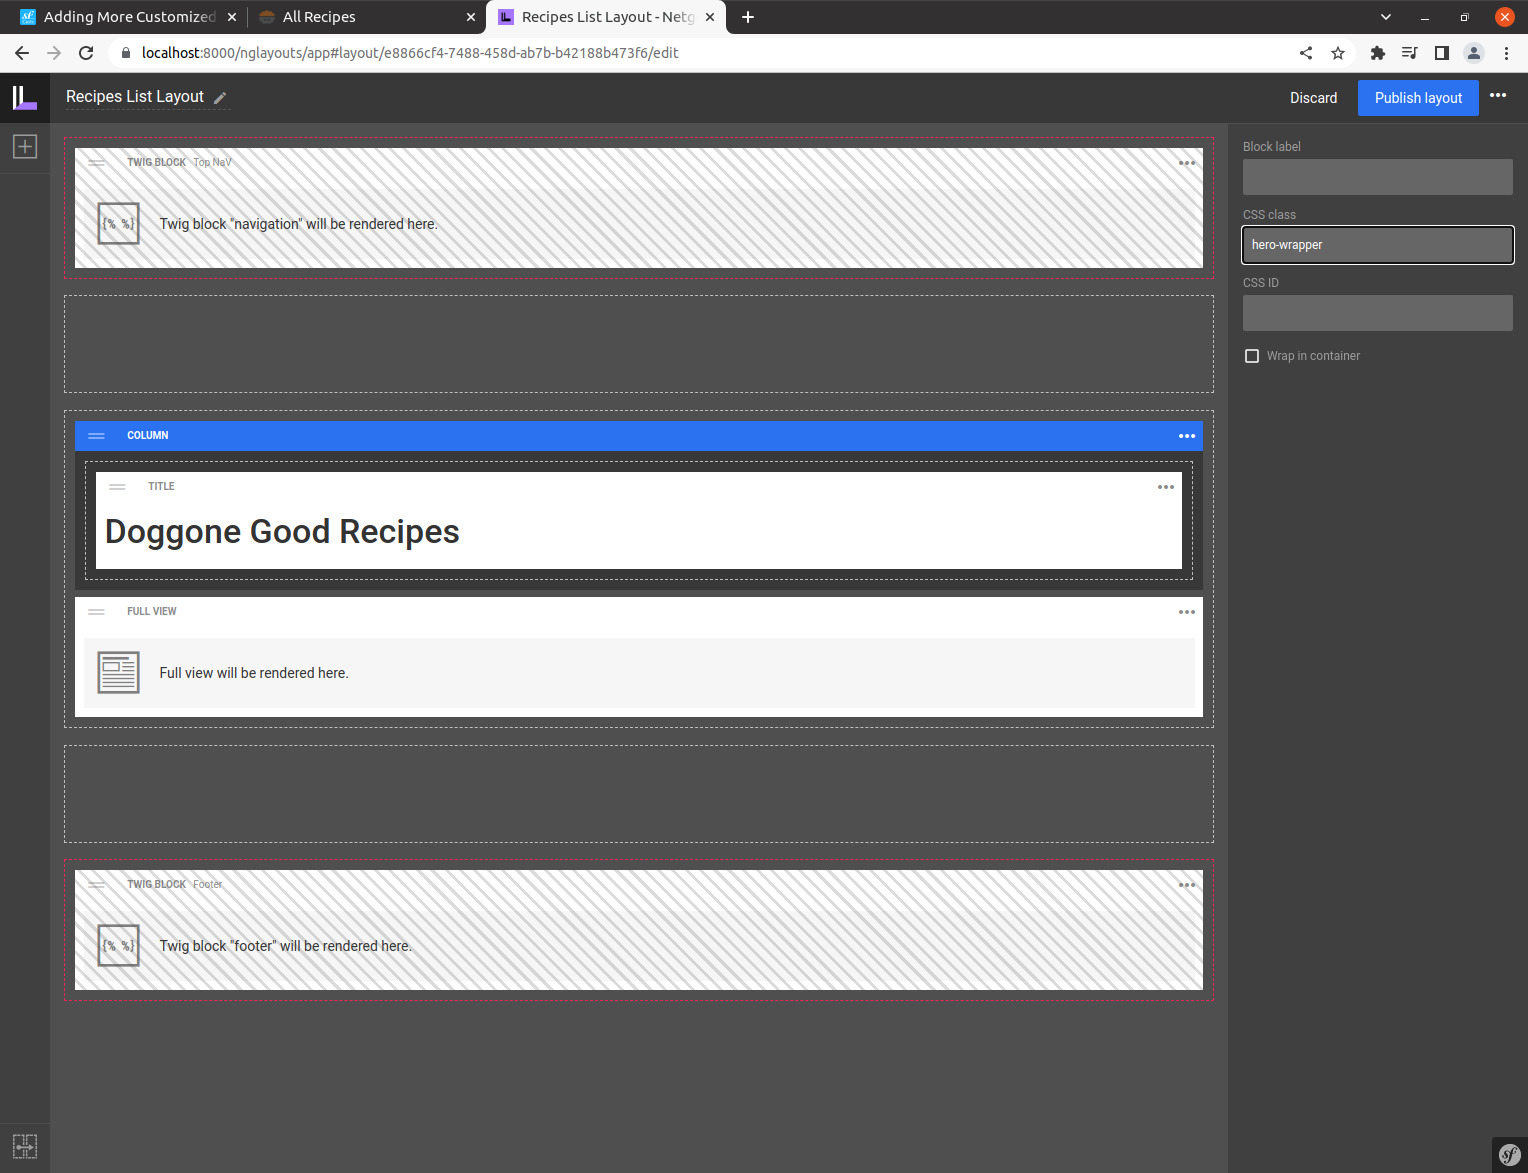 Adding More Customized
All Recipes
Recipes List Layout - Netg
localhost:8000/nglayouts/app#layout/e8866cf4-7488-458d-ab7b-b42188b473f6/edit
Recipes List Layout
Discard
Publish layout
TWIG BLOCK Top NaV
{% %}
Twig block "navigation" will be rendered here.
Block label
CSS class
hero-wrapper
CSS ID
Wrap in container
COLUMN
TITLE
Doggone Good Recipes
FULL VIEW
Full view will be rendered here.
TWIG BLOCK Footer
{% %}
Twig block "footer" will be rendered here.
sf